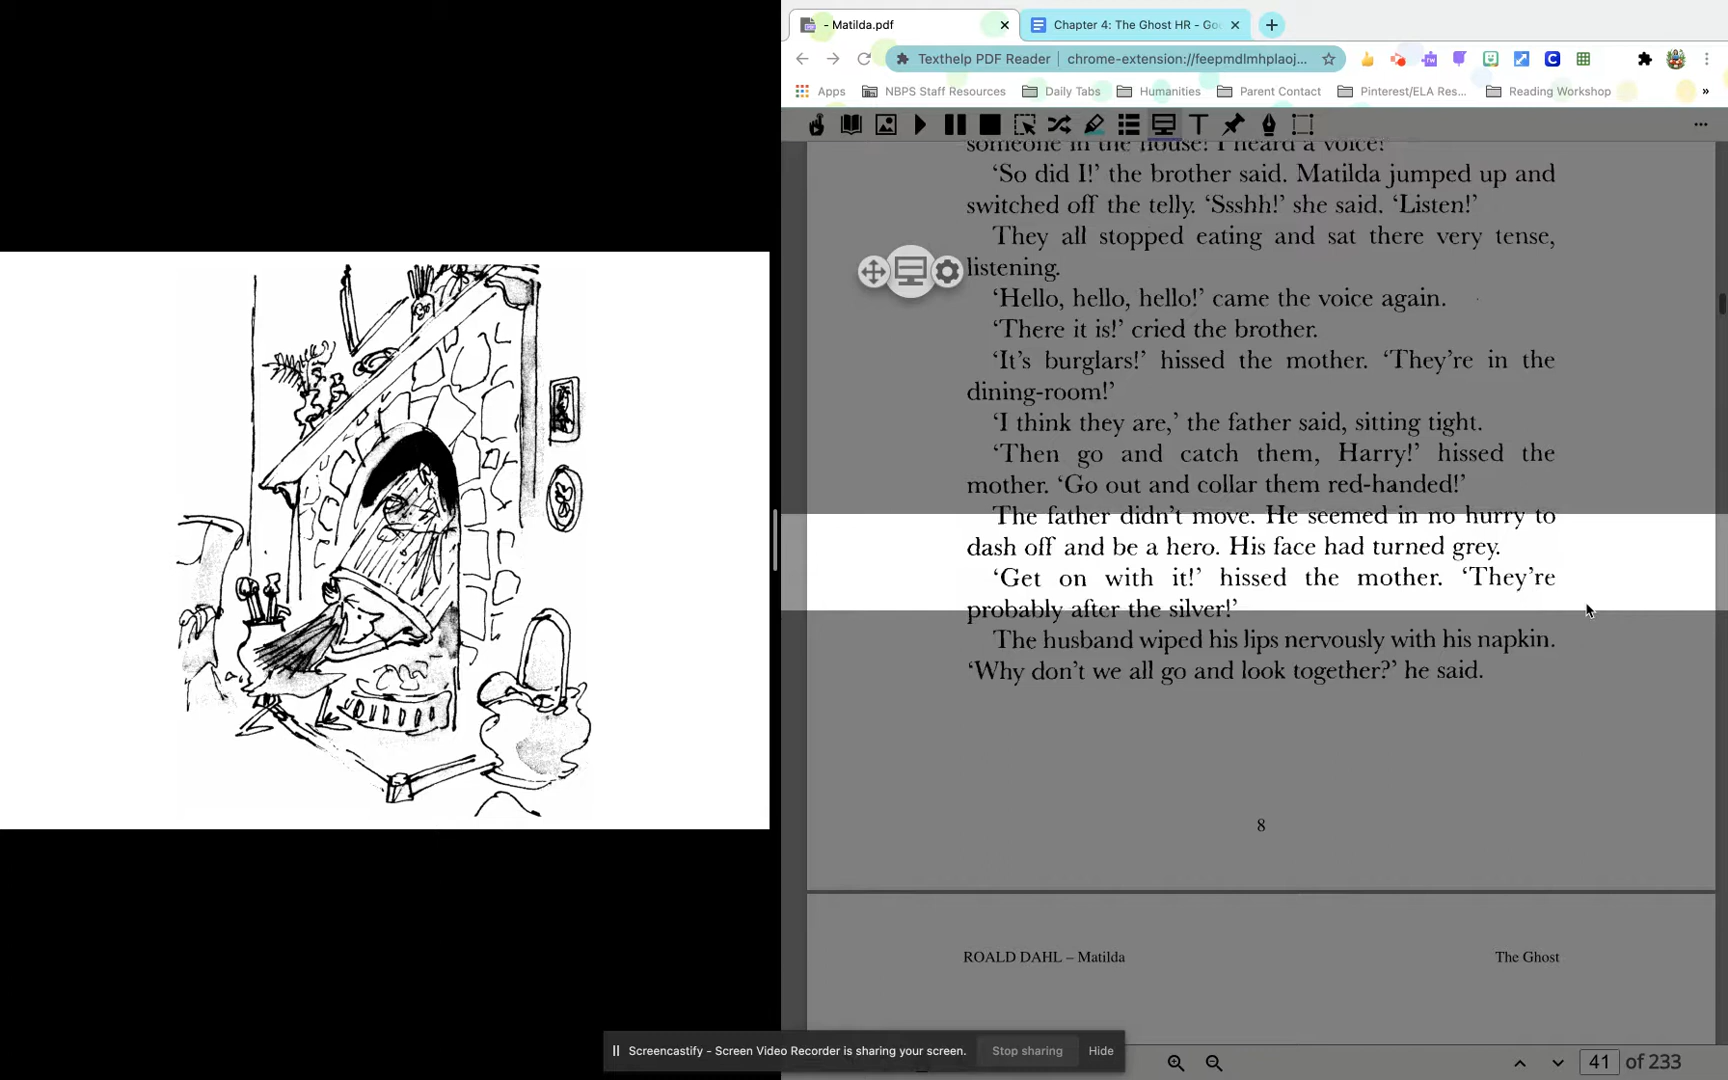 - Matilda.pdf
Chapter 4: The Ghost HR - Goo
Texthelp PDF Reader
chrome-extension://feepmdlmhplaoj...
Apps
NBPS Staff Resources
Daily Tabs
Humanities
Parent Contact
Pinterest/ELA Res...
Reading Workshop
»
someone in the house! I heard a voice!’
‘So did I!’ the brother said. Matilda jumped up and
switched off the telly. ‘Ssshh!’ she said. ‘Listen!’
They all stopped eating and sat there very tense,
listening.
‘Hello, hello, hello!’ came the voice again.
‘There it is!’ cried the brother.
‘It’s burglars!’ hissed the mother. ‘They’re in the
dining-room!’
‘I think they are,’ the father said, sitting tight.
‘Then go and catch them, Harry!’ hissed the
mother. ‘Go out and collar them red-handed!’
The father didn’t move. He seemed in no hurry to
dash off and be a hero. His face had turned grey.
‘Get on with it!’ hissed the mother. ‘They’re
probably after the silver!’
The husband wiped his lips nervously with his napkin.
‘Why don’t we all go and look together?’ he said.
8
ROALD DAHL – Matilda
The Ghost
Screencastify - Screen Video Recorder is sharing your screen.
Stop sharing
Hide
41 of 233